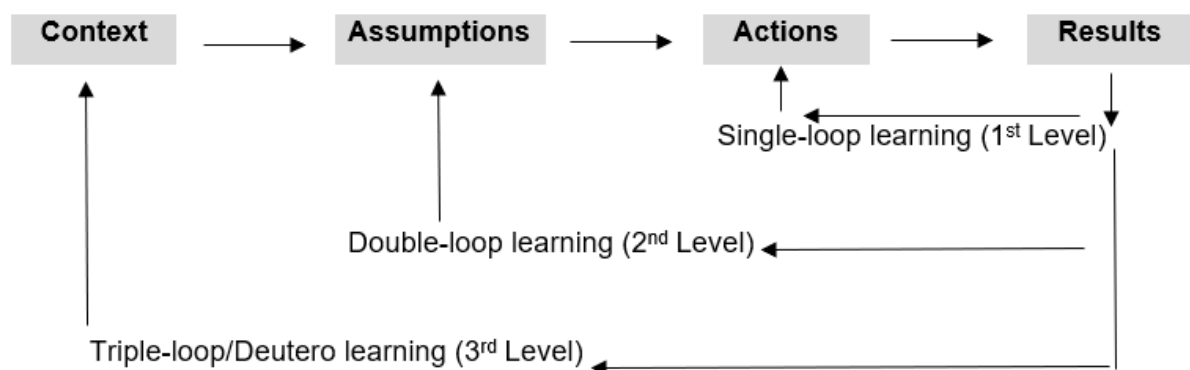 Context
Assumptions
Actions
Results
Single-loop learning (1st Level)
Double-loop learning (2nd Level)
Triple-loop/Deutero learning (3rd Level)